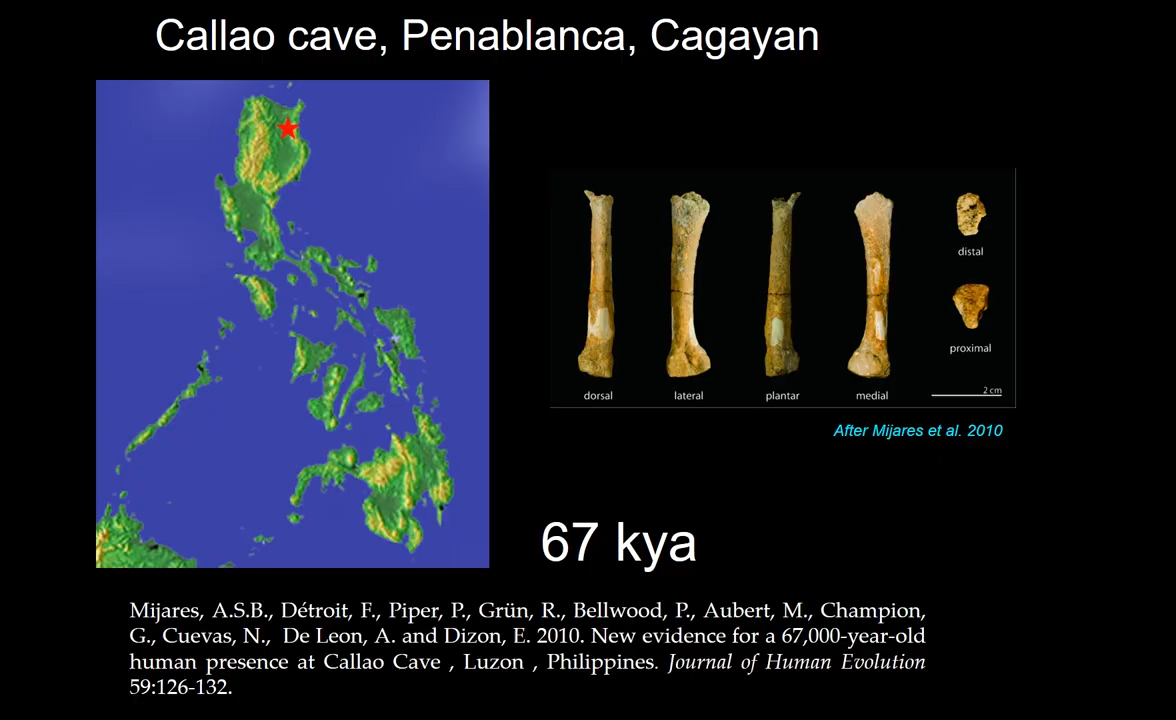 Callao cave, Penablanca, Cagayan
distal
proximal
2 cm
dorsal lateral plantar medial
After Mijares et al. 2010
67 kya
Mijares, A.S.B., Détroit, F., Piper, P., Grün, R., Bellwood, P., Aubert, M., Champion,
G., Cuevas, N., De Leon, A. and Dizon, E. 2010. New evidence for a 67,000-year-old
human presence at Callao Cave , Luzon , Philippines. Journal of Human Evolution
59:126-132.